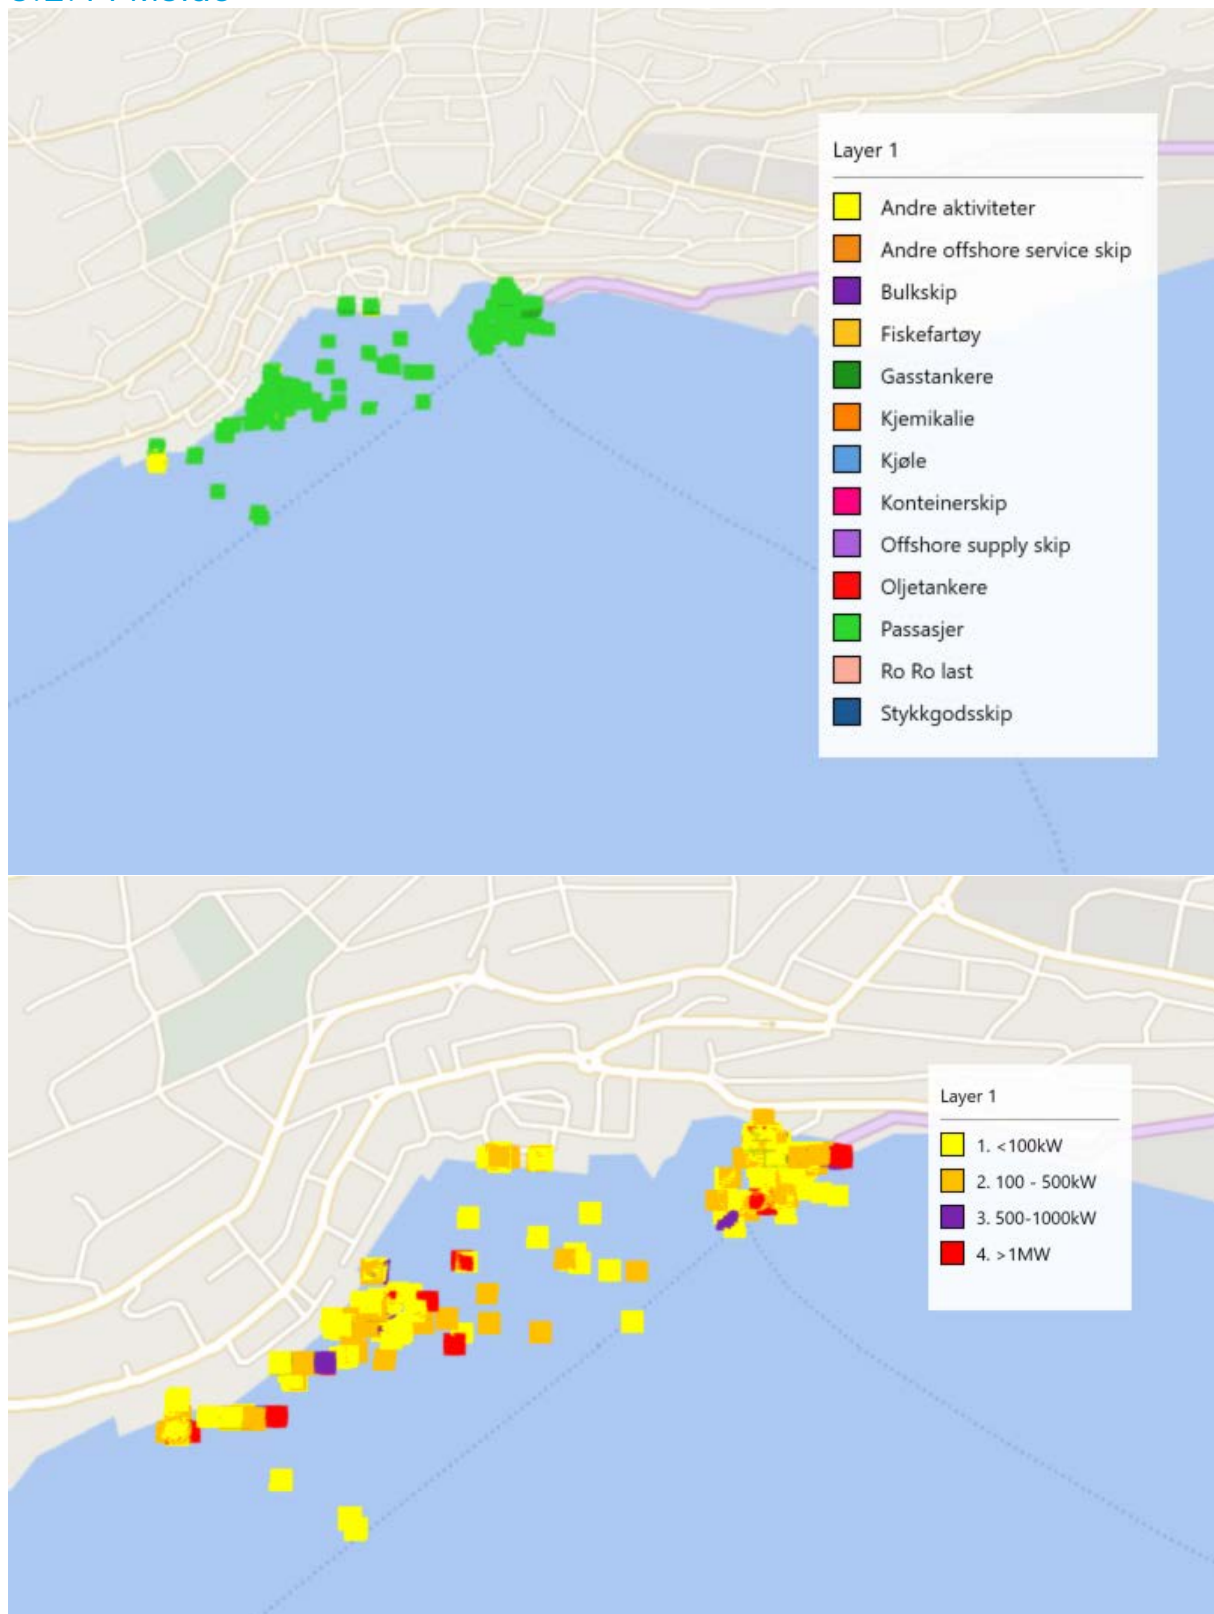 Layer 1
Andre aktiviteter
Andre offshore service skip
Bulkskip
Fiskefartøy
Gasstankere
Kjemikalie
Kjøle
Konteinerskip
Offshore supply skip
Oljetankere
Passasjer
Ro Ro last
Stykkgodsskip
Layer 1
1. <100kW
2. 100 - 500kW
3. 500-1000kW
4. >1MW